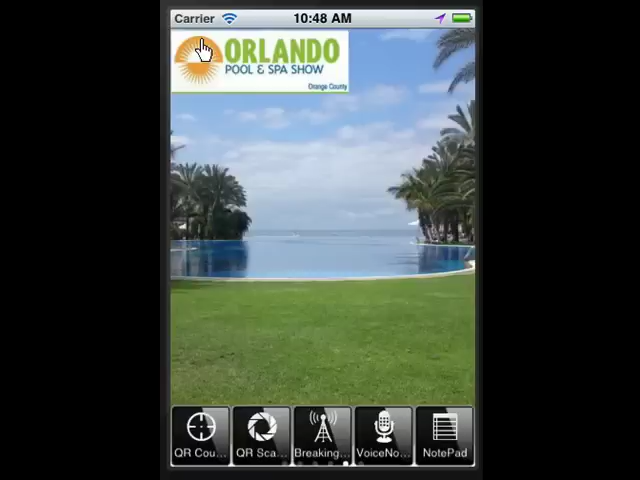 Carrier 10:48 AM
ORLANDO
POOL & SPA SHOW
Orange County
QR Cou... QR Sca... Breaking... VoiceNo... NotePad